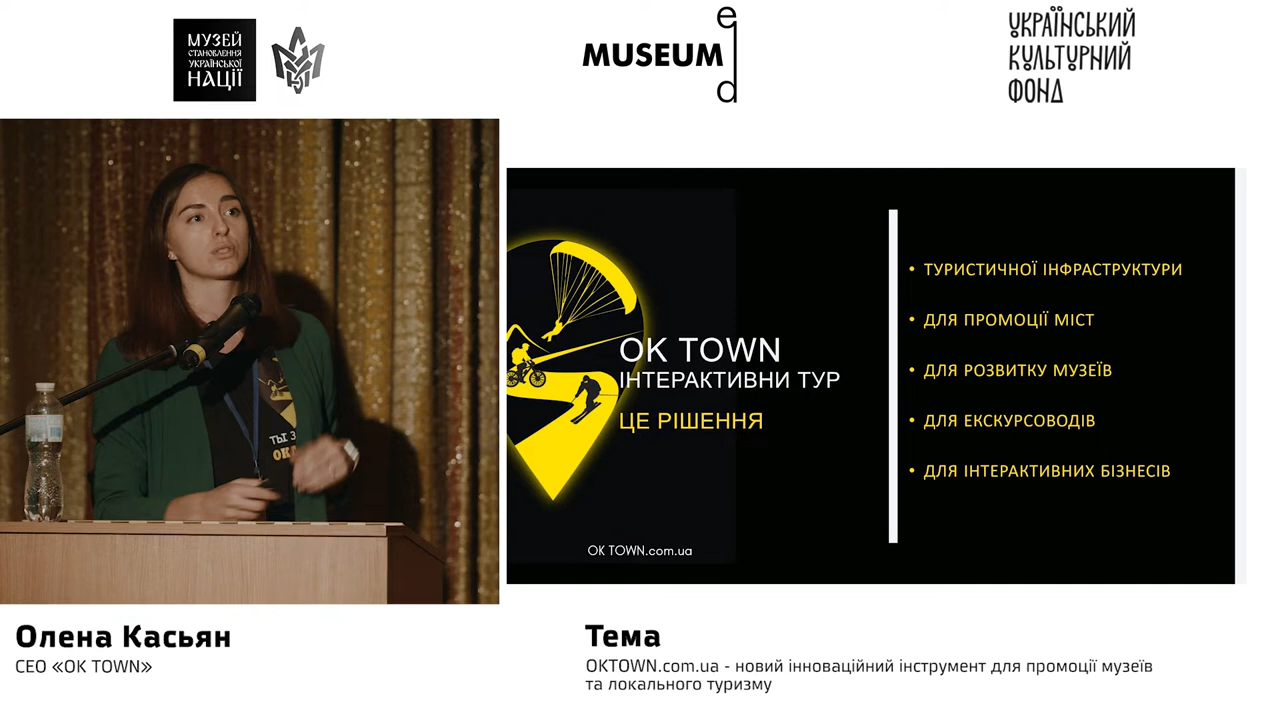 МУЗЕЙ
СТАНОВЛЕННЯ
УКРАЇНСЬКОЇ
НАЦІЇ
MUSEUM
ed
УКРАЇНСЬКИЙ
КУЛЬТУРНИЙ
ФОНД
ТЫ З
OK TOWN
ІНТЕРАКТИВНИ ТУР
ЦЕ РІШЕННЯ
OK TOWN.com.ua
• ТУРИСТИЧНОЇ ІНФРАСТРУКТУРИ
• ДЛЯ ПРОМОЦІЇ МІСТ
• ДЛЯ РОЗВИТКУ МУЗЕЇВ
• ДЛЯ ЕКСКУРСОВОДІВ
• ДЛЯ ІНТЕРАКТИВНИХ БІЗНЕСІВ
Олена Касьян
CEO «OK TOWN»
Тема
OKTOWN.com.ua - новий інноваційний інструмент для промоції музеїв
та локального туризму